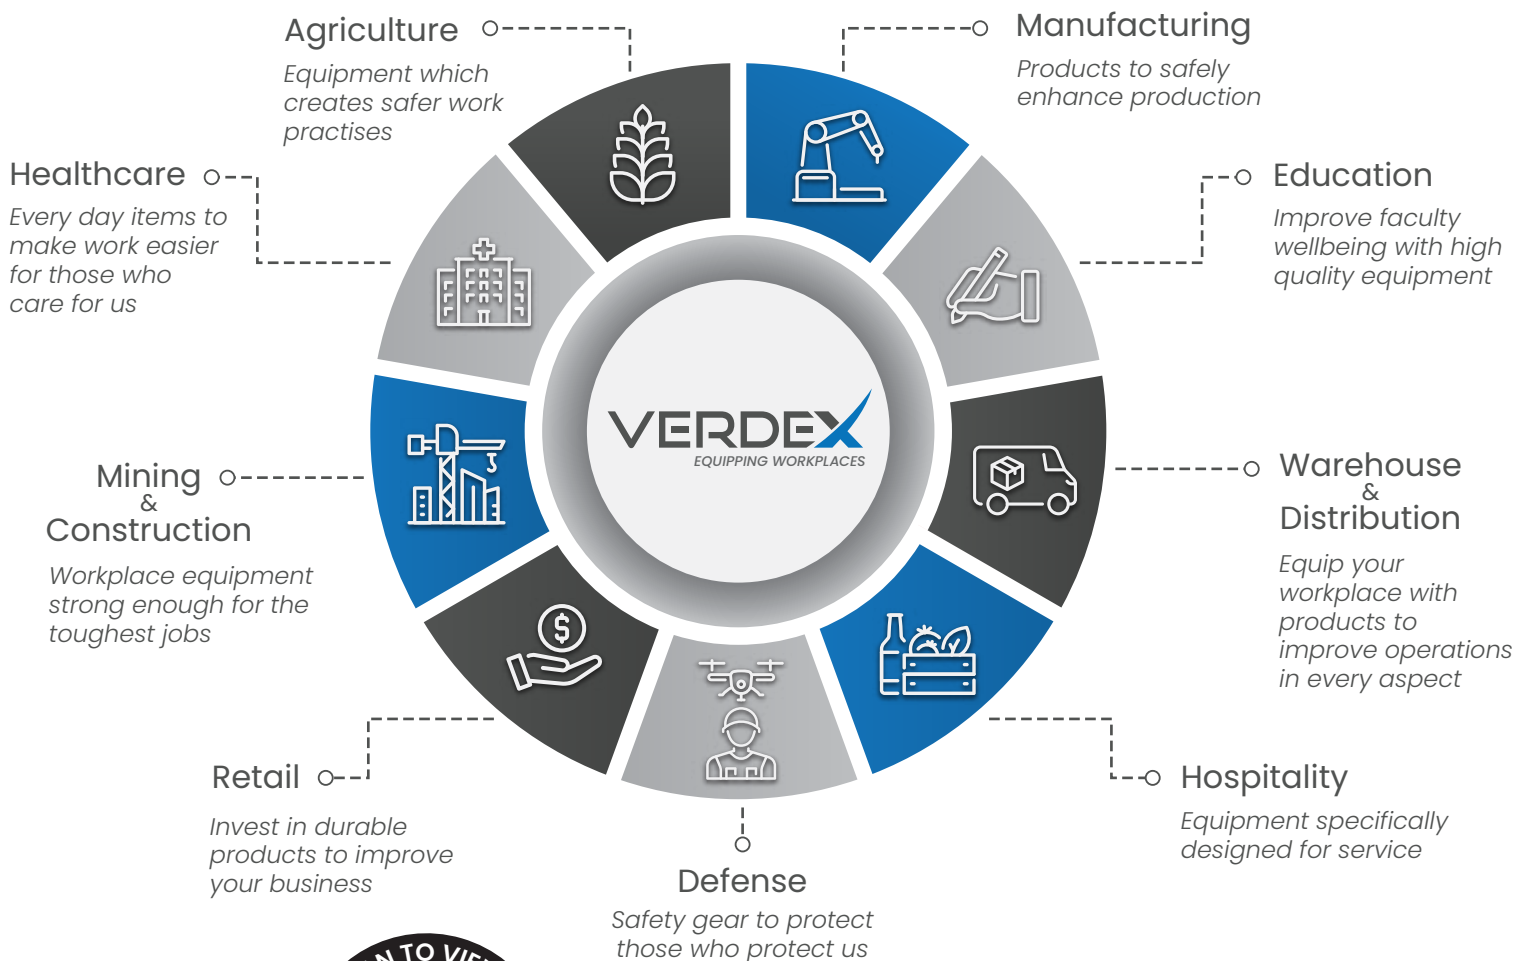 Agriculture
Equipment which
creates safer work
practises
Manufacturing
Products to safely
enhance production
Healthcare
Every day items to
make work easier
for those who
care for us
Education
Improve faculty
wellbeing with high
quality equipment
VERDEX
EQUIPPING WORKPLACES
Mining
&
Construction
Workplace equipment
strong enough for the
toughest jobs
Warehouse
&
Distribution
Equip your
workplace with
products to
improve operations
in every aspect
$
Retail
Invest in durable
products to improve
your business
Hospitality
Equipment specifically
designed for service
Defense
Safety gear to protect
those who protect us
TO